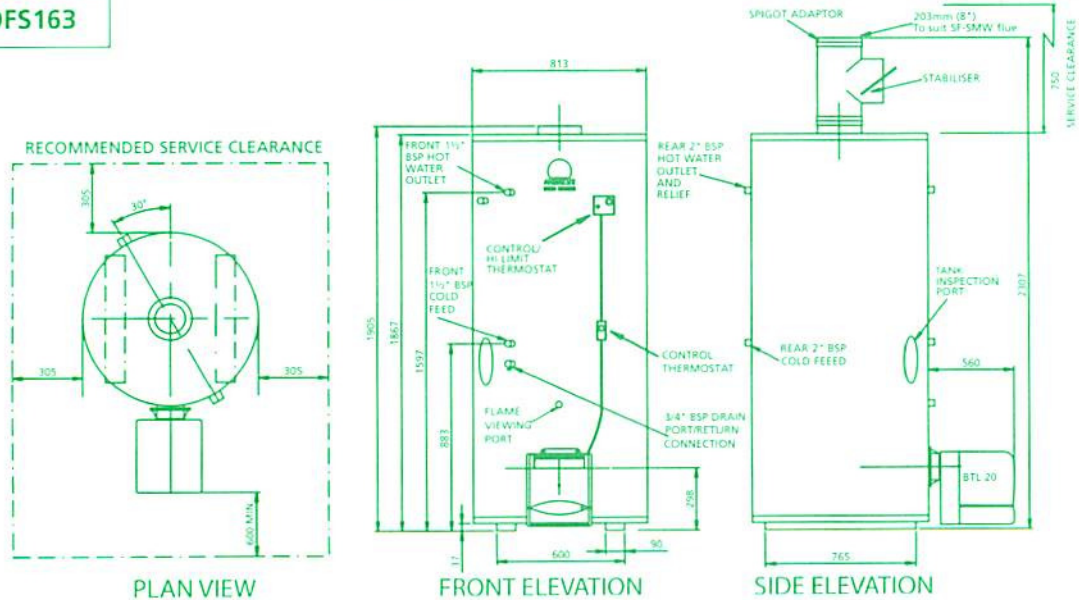 OFS163
RECOMMENDED SERVICE CLEARANCE
305
30°
305
305
600 MIN
PLAN VIEW
813
FRONT 1½"
BSP HOT
WATER
OUTLET
CONTROL/
HI LIMIT
THERMOSTAT
FRONT
1½" BSP
COLD
FEED
CONTROL
THERMOSTAT
FLAME
VIEWING
PORT
3/4" BSP DRAIN
PORT/RETURN
CONNECTION
1905
1867
1597
883
298
17
600
90
FRONT ELEVATION
SPIGOT ADAPTOR
203mm (8")
To suit SF-SMW flue
STABILISER
750
SERVICE CLEARANCE
REAR 2" BSP
HOT WATER
OUTLET
AND
RELIEF
TANK
INSPECTION
PORT
REAR 2" BSP
COLD FEEED
2307
560
BTL 20
765
SIDE ELEVATION